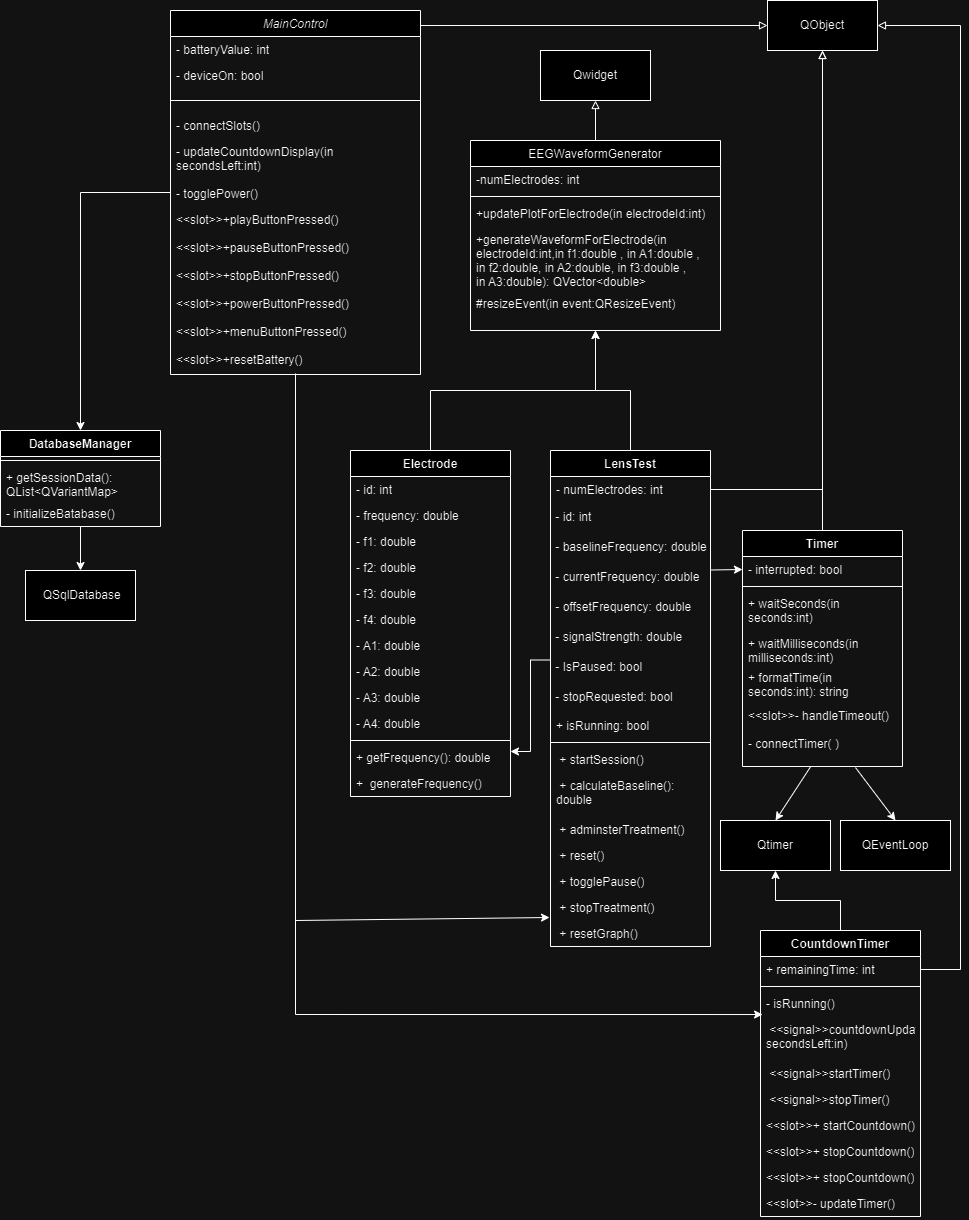 MainControl
- batteryValue: int
- deviceOn: bool
- connectSlots()
- updateCountdownDisplay(in
secondsLeft:int)
- togglePower()
<<slot>>+playButtonPressed()
<<slot>>+pauseButtonPressed()
<<slot>>+stopButtonPressed()
<<slot>>+powerButtonPressed()
<<slot>>+menuButtonPressed()
<<slot>>+resetBattery()
QObject
Qwidget
EEGWaveformGenerator
-numElectrodes: int
+updatePlotForElectrode(in electrodeId:int)
+generateWaveformForElectrode(in
electrodeId:int,in f1:double , in A1:double ,
in f2:double, in A2:double, in f3:double ,
in A3:double): QVector<double>
#resizeEvent(in event:QResizeEvent)
DatabaseManager
+ getSessionData():
QList<QVariantMap>
- initializeBatabase()
QSqlDatabase
Electrode
- id: int
- frequency: double
- f1: double
- f2: double
- f3: double
- f4: double
- A1: double
- A2: double
- A3: double
- A4: double
+ getFrequency(): double
+ generateFrequency()
LensTest
- numElectrodes: int
- id: int
- baselineFrequency: double
- currentFrequency: double
- offsetFrequency: double
- signalStrength: double
- IsPaused: bool
- stopRequested: bool
+ isRunning: bool
+ startSession()
+ calculateBaseline():
double
+ adminsterTreatment()
+ reset()
+ togglePause()
+ stopTreatment()
+ resetGraph()
Timer
- interrupted: bool
+ waitSeconds(in
seconds:int)
+ waitMilliseconds(in
milliseconds:int)
+ formatTime(in
seconds:int): string
<<slot>>- handleTimeout()
- connectTimer( )
Qtimer
QEventLoop
CountdownTimer
+ remainingTime: int
- isRunning()
<<signal>>countdownUpda
secondsLeft:in)
<<signal>>startTimer()
<<signal>>stopTimer()
<<slot>>+ startCountdown()
<<slot>>+ stopCountdown()
<<slot>>+ stopCountdown()
<<slot>>- updateTimer()